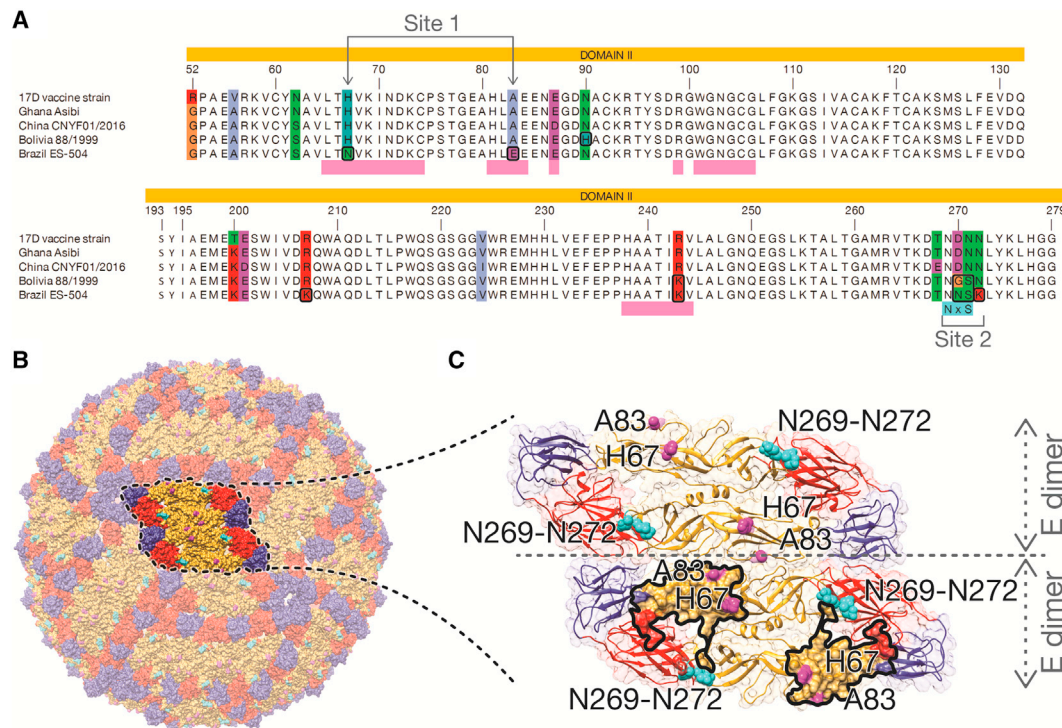 A
Site 1
DOMAIN II
52 60 70 80 90 100 110 120 130
17D vaccine strain RPAEVRKVCYNAVLTHVKINDKCPSTGEAHLAEENEGDNACKRTYSDRGWGNGCGLFGKGSIVACAKFTCAKSMSLFEVDQ
Ghana Asibi GPAEARKVCYNAVLTHVKINDKCPSTGEAHLAEENEGDNACKRTYSDRGWGNGCGLFGKGSIVACAKFTCAKSMSLFEVDQ
China CNYF01/2016 GPAEARKVCYSAVLTHVKINDKCPSTGEAHLAEENDGDNACKRTYSDRGWGNGCGLFGKGSIVACAKFTCAKSMSLFEVDQ
Bolivia 88/1999 GPAEARKVCYSAVLTHVKINDKCPSTGEAHLAEENEGDHACKRTYSDRGWGNGCGLFGKGSIVACAKFTCAKSMSLFEVDQ
Brazil ES-504 GPAEARKVCYSAVLTNVKINDKCPSTGEAHLEEENEGDNACKRTYSDRGWGNGCGLFGKGSIVACAKFTCAKSMSLFEVDQ
DOMAIN II
193 195 200 210 220 230 240 250 260 270 279
17D vaccine strain SYIAEMETESWIVDRQWAQDLTLPWQSGSGGVWREMHHLVEFEPPHAATIRVLALGNQEGSLKTALTGAMRVTKDTNDNNLYKLHGG
Ghana Asibi SYIAEMEKESWIVDRQWAQDLTLPWQSGSGGVWREMHHLVEFEPPHAATIRVLALGNQEGSLKTALTGAMRVTKDTNDNNLYKLHGG
China CNYF01/2016 SYIAEMEKDSWIVDRQWAQDLTLPWQSGSGGVWREMHHLVEFEPPHAATIRVLALGNQEGSLKTALTGAMRVTKDENDNNLYKLHGG
Bolivia 88/1999 SYIAEMEKESWIVDRQWAQDLTLPWQSGSGGVWREMHHLVEFEPPHAATIKVLALGNQEGSLKTALTGAMRVTKDTNGSNLYKLHGG
Brazil ES-504 SYIAEMEKESWIVDKQWAQDLTLPWQSGSGGVWREMHHLVEFEPPHAATIKVLALGNQEGSLKTALTGAMRVTKDTNNSKLYKLHGG
NxS
Site 2
B
C
A83
N269-N272
H67
H67
N269-N272
A83
A83
N269-N272
H67
H67
N269-N272
A83
E dimer
E dimer